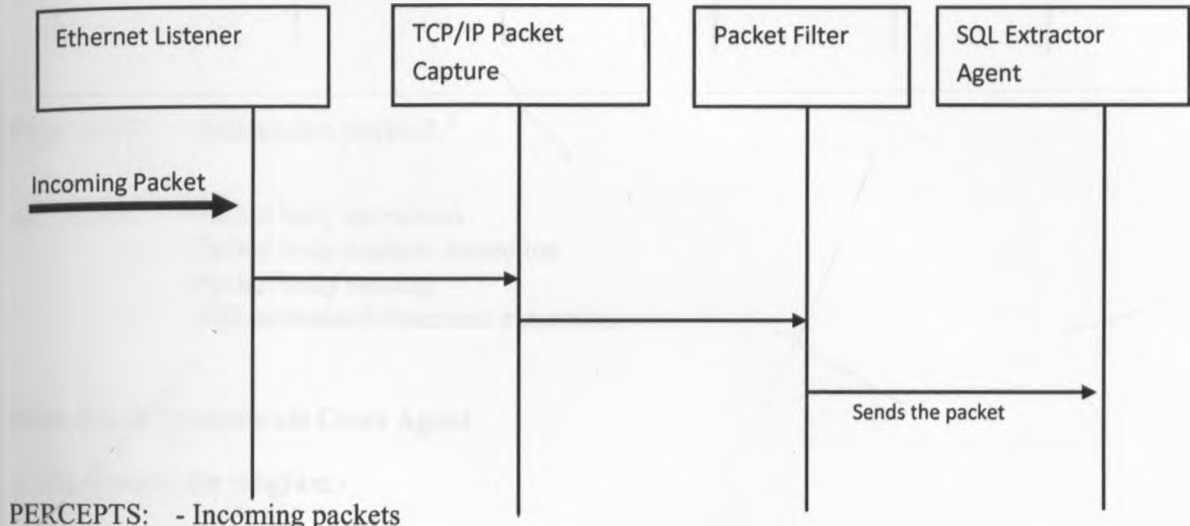 Ethernet Listener
TCP/IP Packet
Capture
Packet Filter
SQL Extractor
Agent
Incoming Packet
Sends the packet
PERCEPTS: - Incoming packets